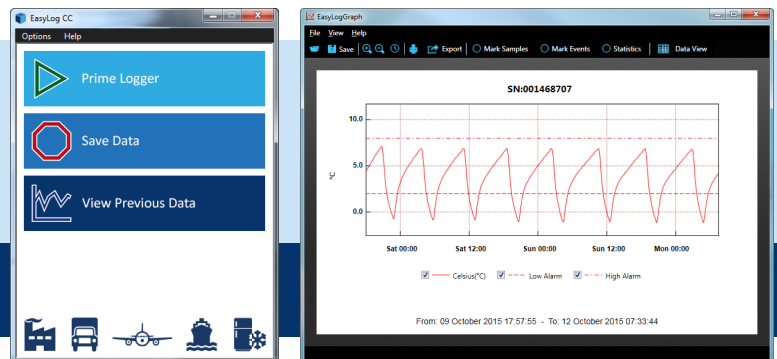 EasyLog CC
Options Help
Prime Logger
Save Data
View Previous Data
EasyLogGraph
File View Help
Save Export Mark Samples Mark Events Statistics Data View
SN:001468707
10.0
5.0
0.0
°C
Sat 00:00 Sat 12:00 Sun 00:00 Sun 12:00 Mon 00:00
Celsius(°C) Low Alarm High Alarm
From: 09 October 2015 17:57:55 - To: 12 October 2015 07:33:44